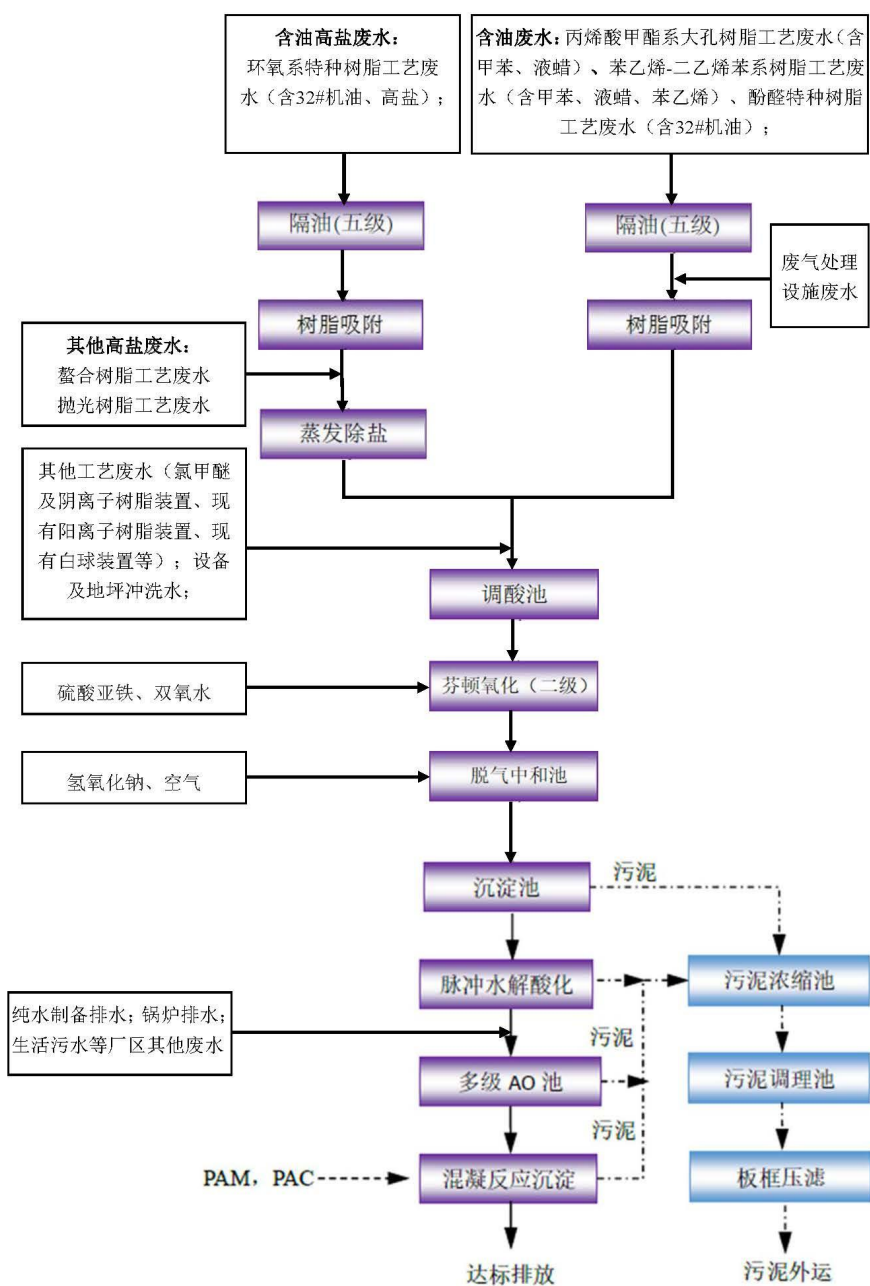 含油高盐废水：
环氧系特种树脂工艺废
水（含32#机油、高盐）；
含油废水：丙烯酸甲酯系大孔树脂工艺废水（含
甲苯、液蜡）、苯乙烯-二乙烯苯系树脂工艺废
水（含甲苯、液蜡、苯乙烯）、酚醛特种树脂
工艺废水（含32#机油）；
隔油(五级)
隔油(五级)
废气处理
设施废水
树脂吸附
树脂吸附
其他高盐废水：
螯合树脂工艺废水
抛光树脂工艺废水
蒸发除盐
其他工艺废水（氯甲醚
及阴离子树脂装置、现
有阳离子树脂装置、现
有白球装置等）；设备
及地坪冲洗水；
调酸池
硫酸亚铁、双氧水
芬顿氧化（二级）
氢氧化钠、空气
脱气中和池
沉淀池
污泥
脉冲水解酸化
污泥浓缩池
纯水制备排水；锅炉排水；
生活污水等厂区其他废水
污泥
多级 AO 池
污泥调理池
污泥
PAM，PAC
混凝反应沉淀
板框压滤
达标排放
污泥外运